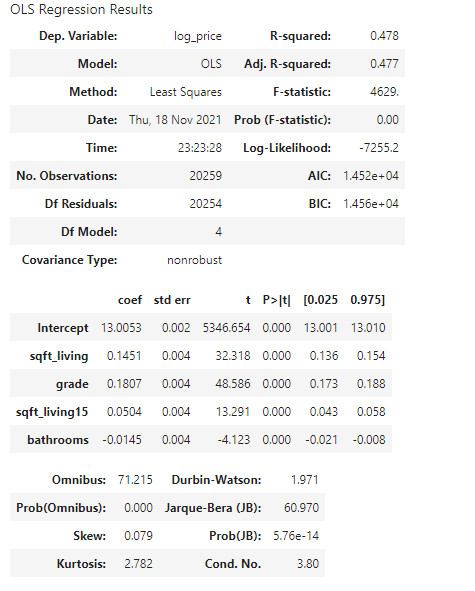 OLS Regression Results
Dep. Variable: log_price R-squared: 0.478
Model: OLS Adj. R-squared: 0.477
Method: Least Squares F-statistic: 4629.
Date: Thu, 18 Nov 2021 Prob (F-statistic): 0.00
Time: 23:23:28 Log-Likelihood: -7255.2
No. Observations: 20259 AIC: 1.452e+04
Df Residuals: 20254 BIC: 1.456e+04
Df Model: 4
Covariance Type: nonrobust
coef std err t P>|t| [0.025 0.975]
Intercept 13.0053 0.002 5346.654 0.000 13.001 13.010
sqft_living 0.1451 0.004 32.318 0.000 0.136 0.154
grade 0.1807 0.004 48.586 0.000 0.173 0.188
sqft_living15 0.0504 0.004 13.291 0.000 0.043 0.058
bathrooms -0.0145 0.004 -4.123 0.000 -0.021 -0.008
Omnibus: 71.215 Durbin-Watson: 1.971
Prob(Omnibus): 0.000 Jarque-Bera (JB): 60.970
Skew: 0.079 Prob(JB): 5.76e-14
Kurtosis: 2.782 Cond. No. 3.80